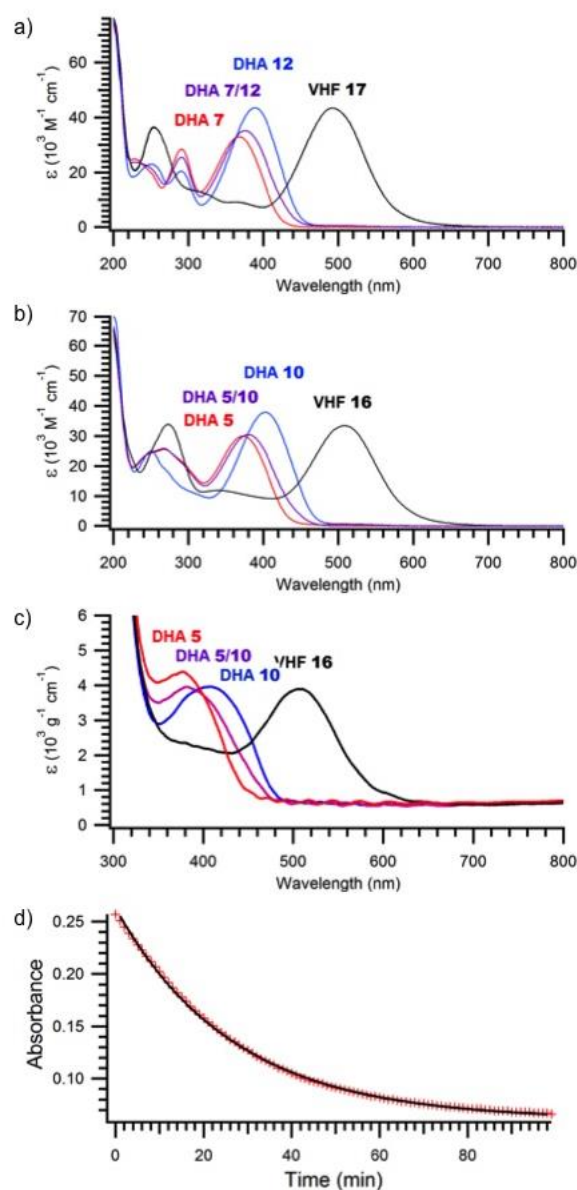 a)
ε (10³ M⁻¹ cm⁻¹)
60
40
20
0
DHA 12
DHA 7/12
VHF 17
DHA 7
200 300 400 500 600 700 800
Wavelength (nm)
b)
ε (10³ M⁻¹ cm⁻¹)
70
60
50
40
30
20
10
0
DHA 10
DHA 5/10
VHF 16
DHA 5
200 300 400 500 600 700 800
Wavelength (nm)
c)
ε (10³ g⁻¹ cm⁻¹)
6
5
4
3
2
1
0
DHA 5
DHA 5/10
VHF 16
DHA 10
300 400 500 600 700 800
Wavelength (nm)
d)
Absorbance
0.25
0.20
0.15
0.10
0 20 40 60 80
Time (min)